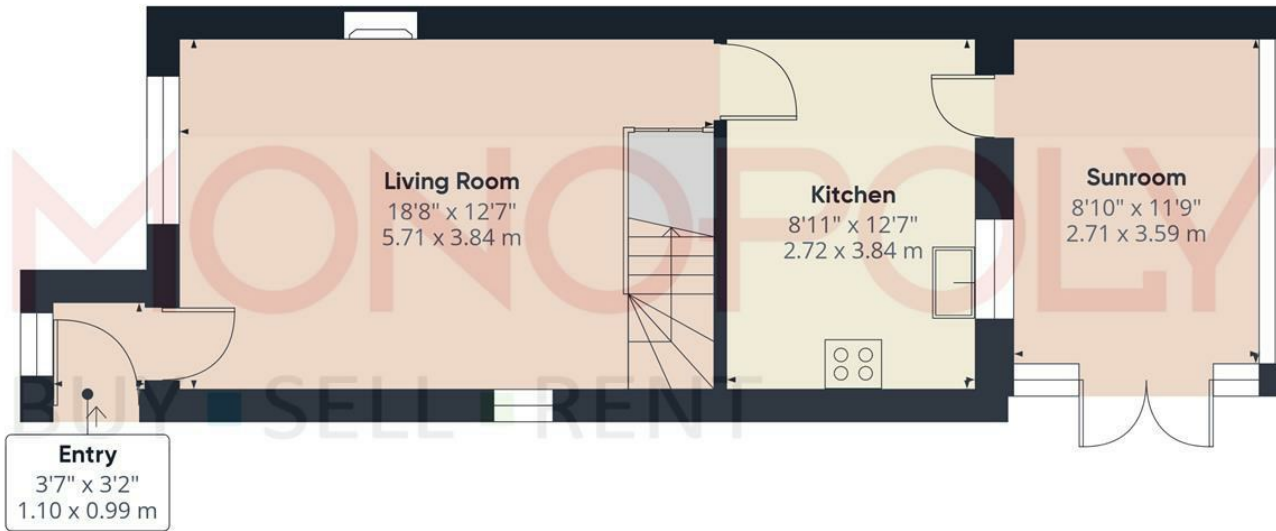 MONOPOLY
BUY SELL RENT
Living Room
18'8" x 12'7"
5.71 x 3.84 m
Kitchen
8'11" x 12'7"
2.72 x 3.84 m
Sunroom
8'10" x 11'9"
2.71 x 3.59 m
Entry
3'7" x 3'2"
1.10 x 0.99 m